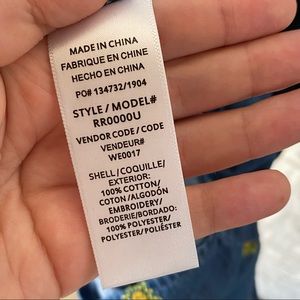 MADE IN CHINA
FABRIQUE EN CHINE
HECHO EN CHINA
PO# 134732/1904
STYLE / MODEL#
RR0000U
VENDOR CODE / CODE
VENDEUR#
WE0017
SHELL / COQUILLE/
EXTERIOR:
100% COTTON/
COTON /ALGODÓN
EMBROIDERY/
BRODERIE/BORDADO:
100% POLYESTER/
POLYESTER/POLIÉSTER